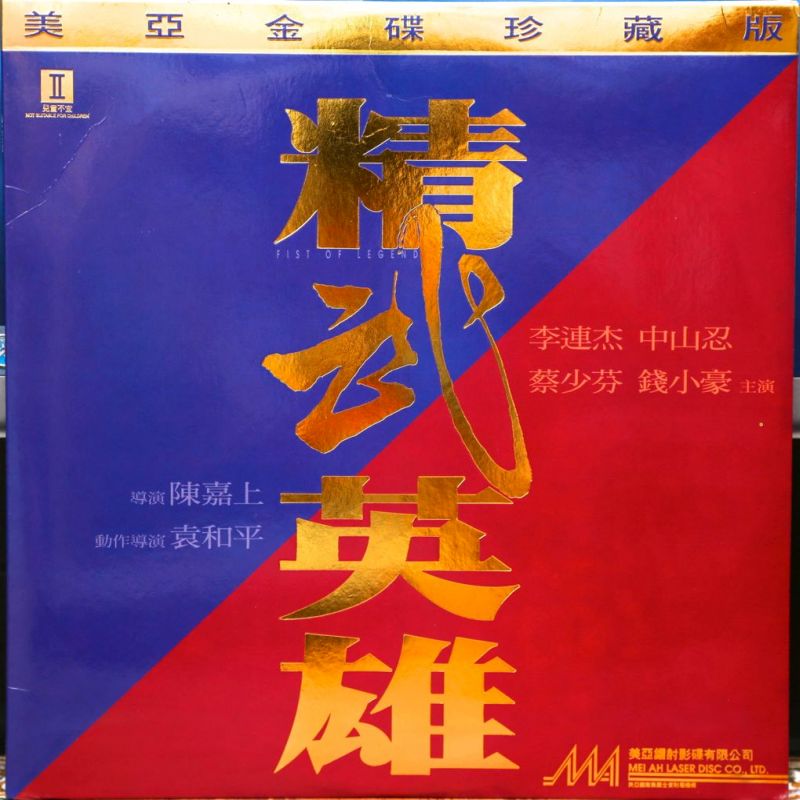 美亞金碟珍藏版
II
兒童不宜
NOT SUITABLE FOR CHILDREN
精武英雄
FIST OF LEGEND
李連杰 中山忍
蔡少芬 錢小豪 主演
導演 陳嘉上
動作導演 袁和平
MA
美亞鐳射影碟有限公司
MEI AH LASER DISC CO., LTD.